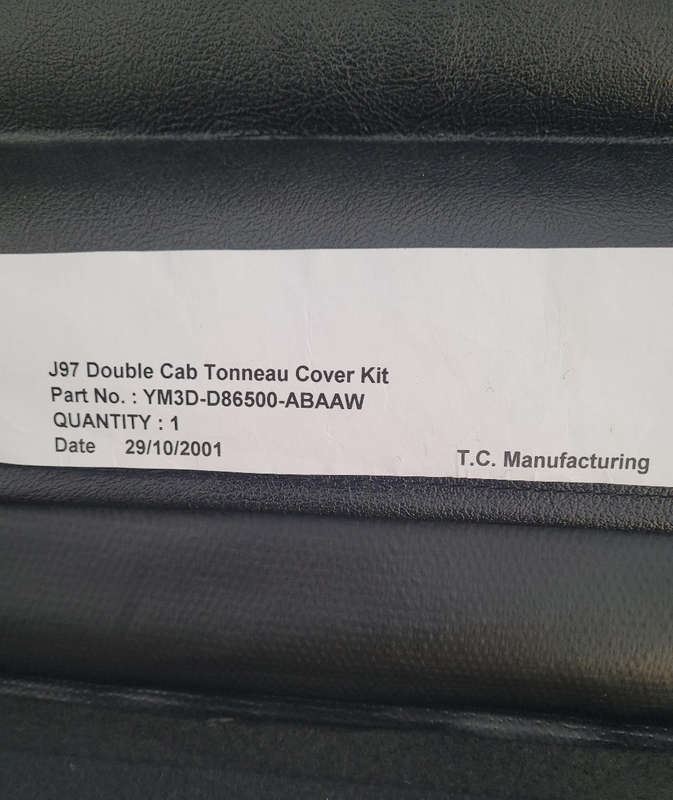 J97 Double Cab Tonneau Cover Kit
Part No. : YM3D-D86500-ABAAW
QUANTITY : 1
Date 29/10/2001
T.C. Manufacturing